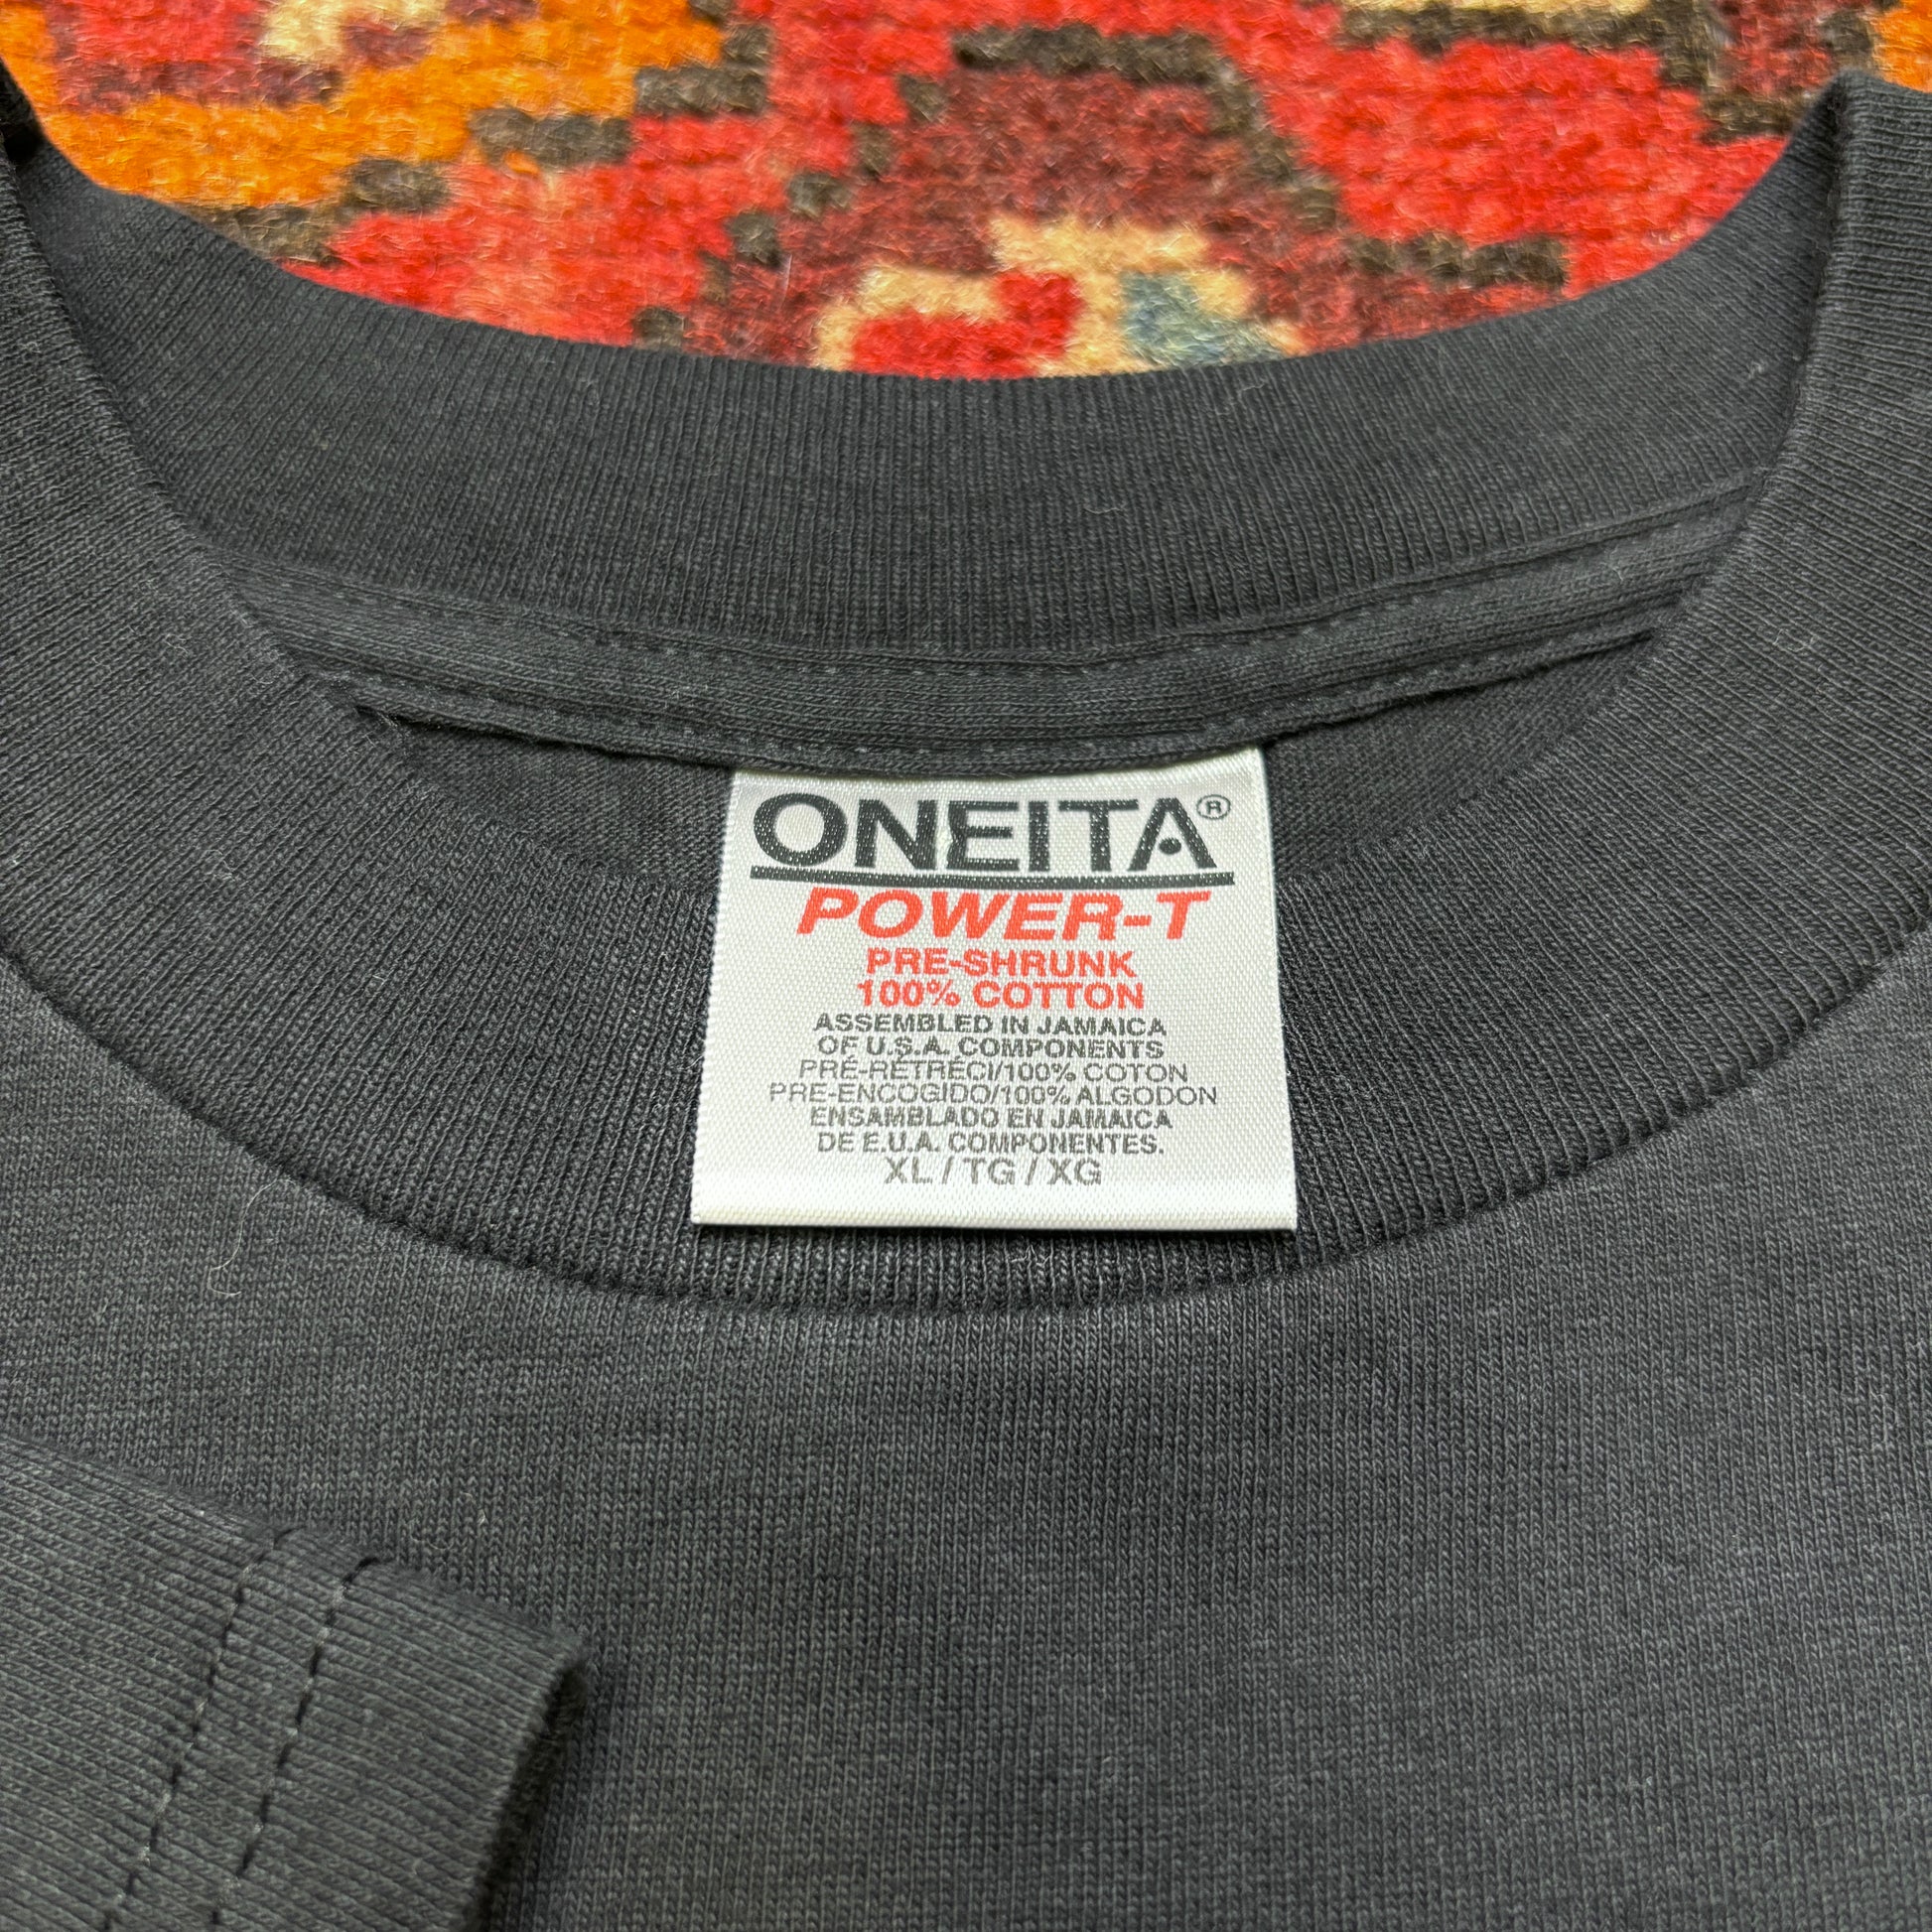 ONEITA®
POWER-T
PRE-SHRUNK
100% COTTON
ASSEMBLED IN JAMAICA
OF U.S.A. COMPONENTS
PRÉ-RÉTRÉCI/100% COTON
PRE-ENCOGIDO/100% ALGODON
ENSAMBLADO EN JAMAICA
DE E.U.A. COMPONENTES.
XL / TG / XG